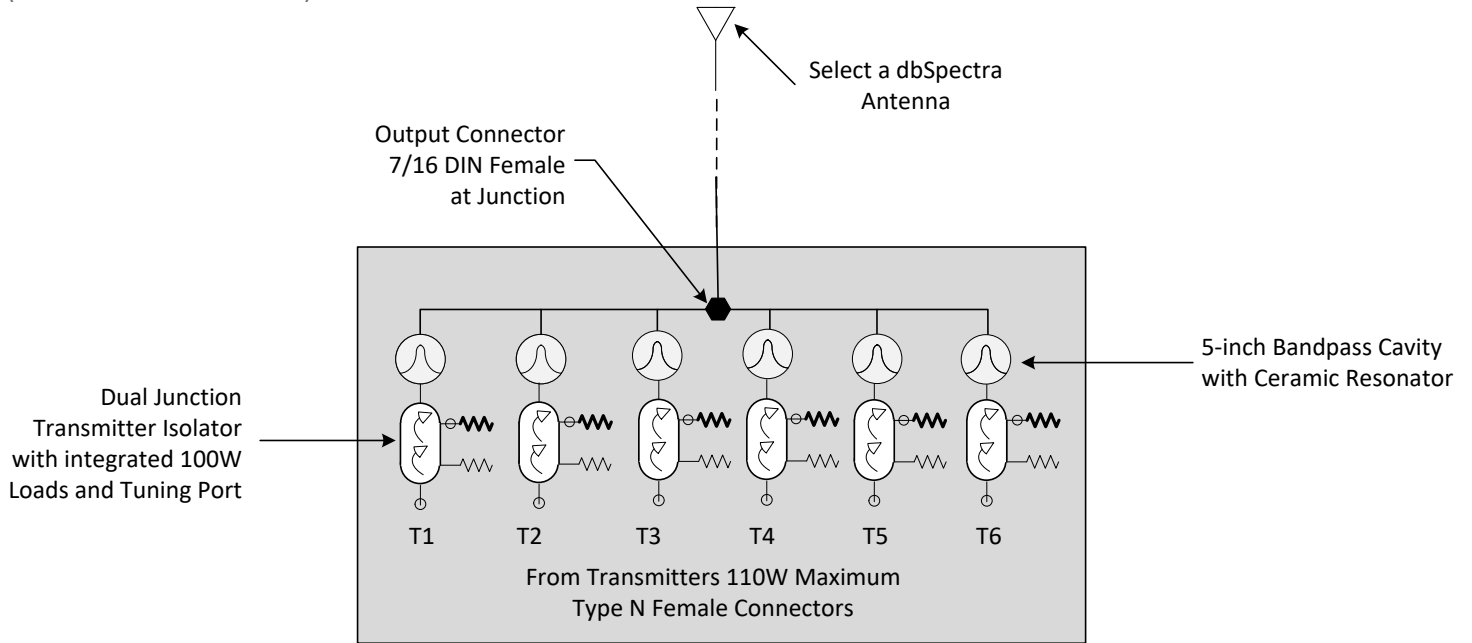 Select a dbSpectra
Antenna
Output Connector
7/16 DIN Female
at Junction
5-inch Bandpass Cavity
with Ceramic Resonator
Dual Junction
Transmitter Isolator
with integrated 100W
Loads and Tuning Port
T1 T2 T3 T4 T5 T6
From Transmitters 110W Maximum
Type N Female Connectors